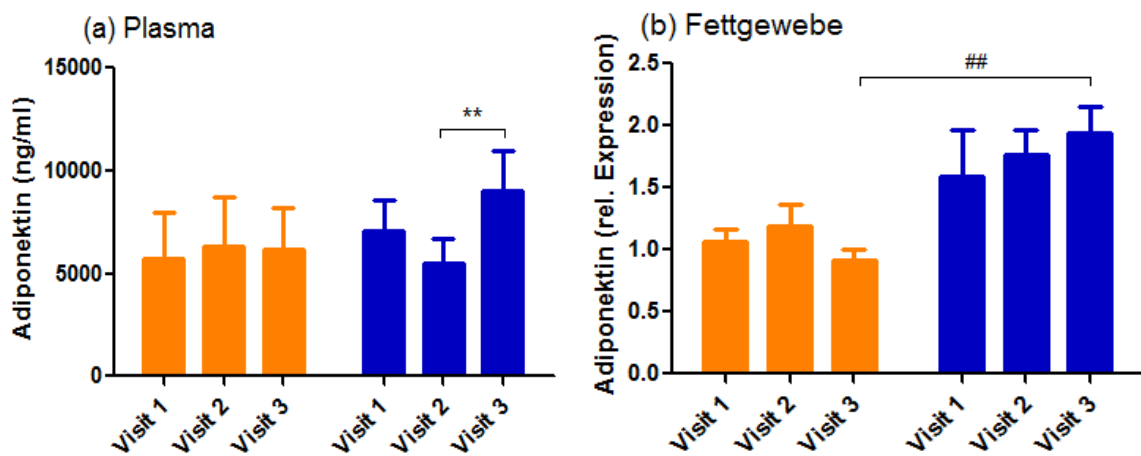 (a) Plasma
Adiponektin (ng/ml)
15000
10000
5000
0
**
Visit 1
Visit 2
Visit 3
Visit 1
Visit 2
Visit 3
(b) Fettgewebe
Adiponektin (rel. Expression)
2.5
2.0
1.5
1.0
0.5
0.0
##
Visit 1
Visit 2
Visit 3
Visit 1
Visit 2
Visit 3